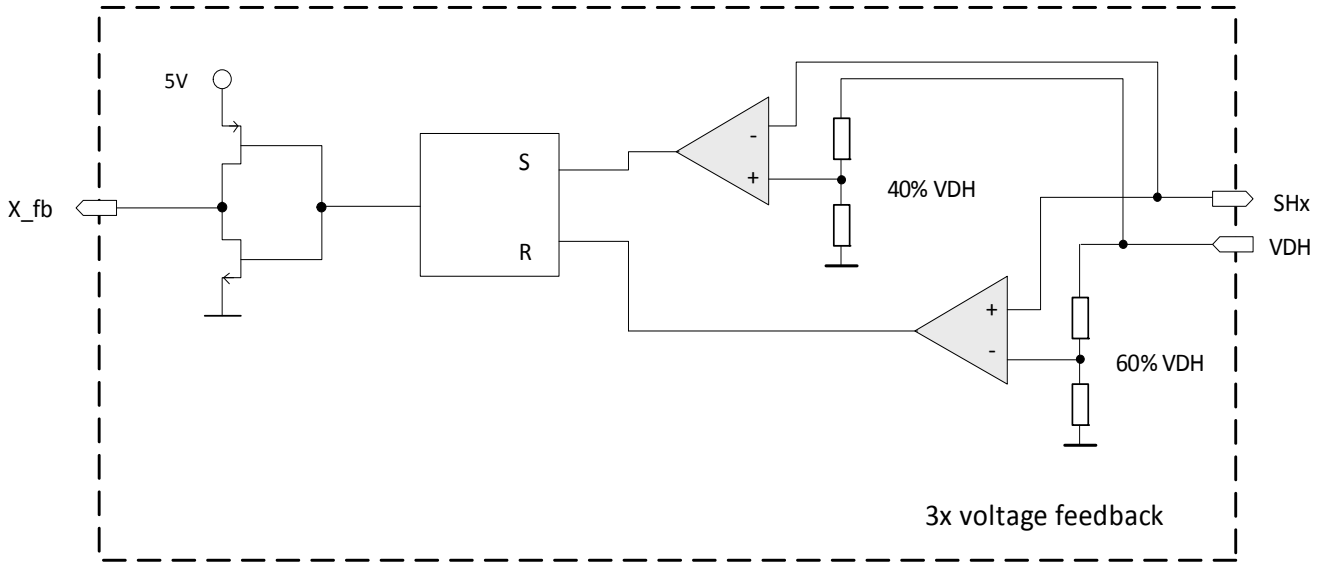 5V
S
-
+
40% VDH
X_fb
SHx
R
VDH
+
-
60% VDH
3x voltage feedback